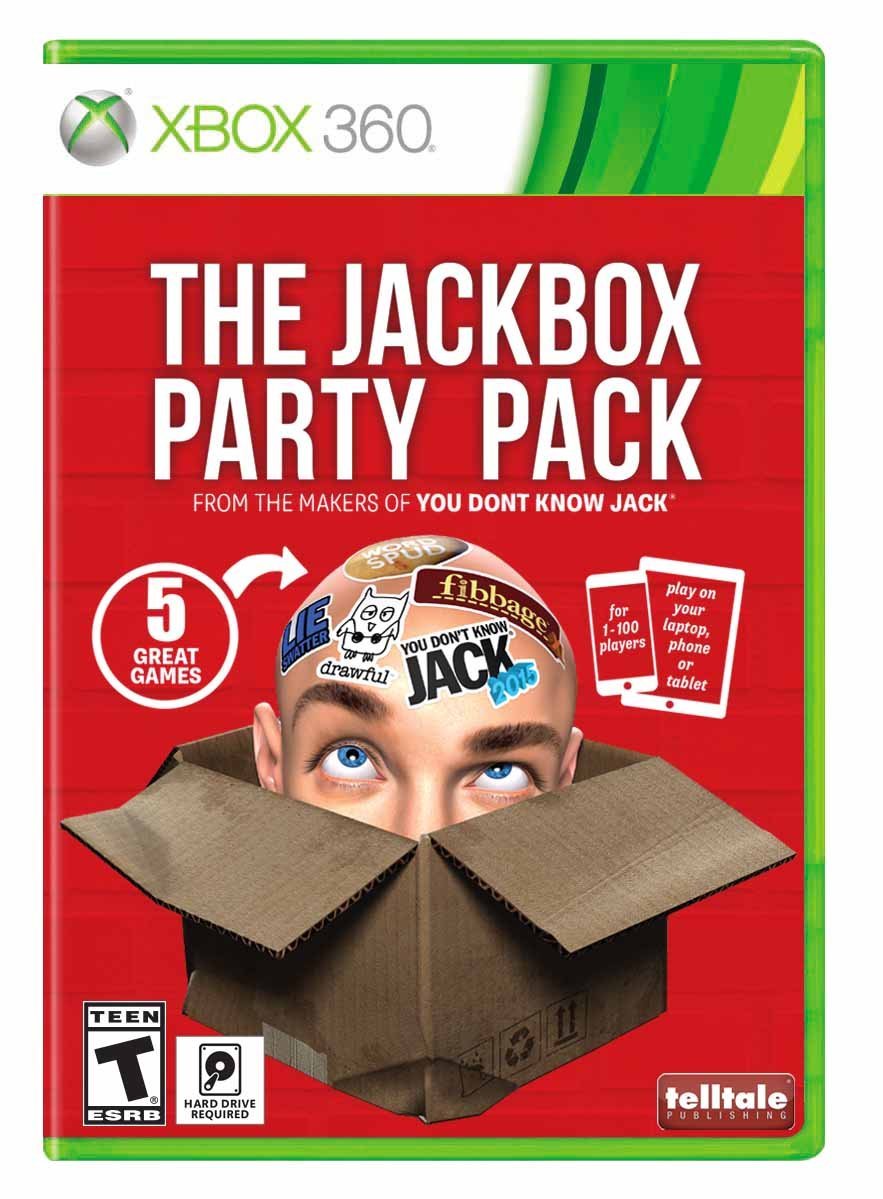 XBOX 360
THE JACKBOX
PARTY PACK
FROM THE MAKERS OF YOU DONT KNOW JACK®
5
GREAT
GAMES
WORD
SPUD
fibbage
LIE
SWATTER
drawful™
YOU DON'T KNOW
JACK
2015
for
1-100
players
play on
your
laptop,
phone
or
tablet
TEEN
T
ESRB
HARD DRIVE
REQUIRED
telltale
PUBLISHING